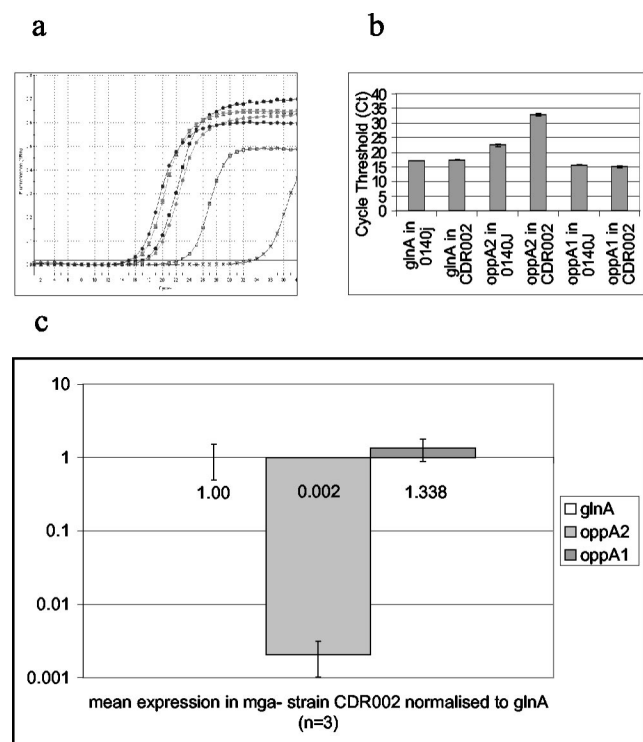 a
b
Cycle Threshold (Ct)
40
35
30
25
20
15
10
5
0
glnA in
0140j
glnA in
CDR002
oppA2 in
0140J
oppA2 in
CDR002
oppA1 in
0140J
oppA1 in
CDR002
c
10
1
0.1
0.01
0.001
1.00
0.002
1.338
glnA
oppA2
oppA1
mean expression in mga- strain CDR002 normalised to glnA
(n=3)